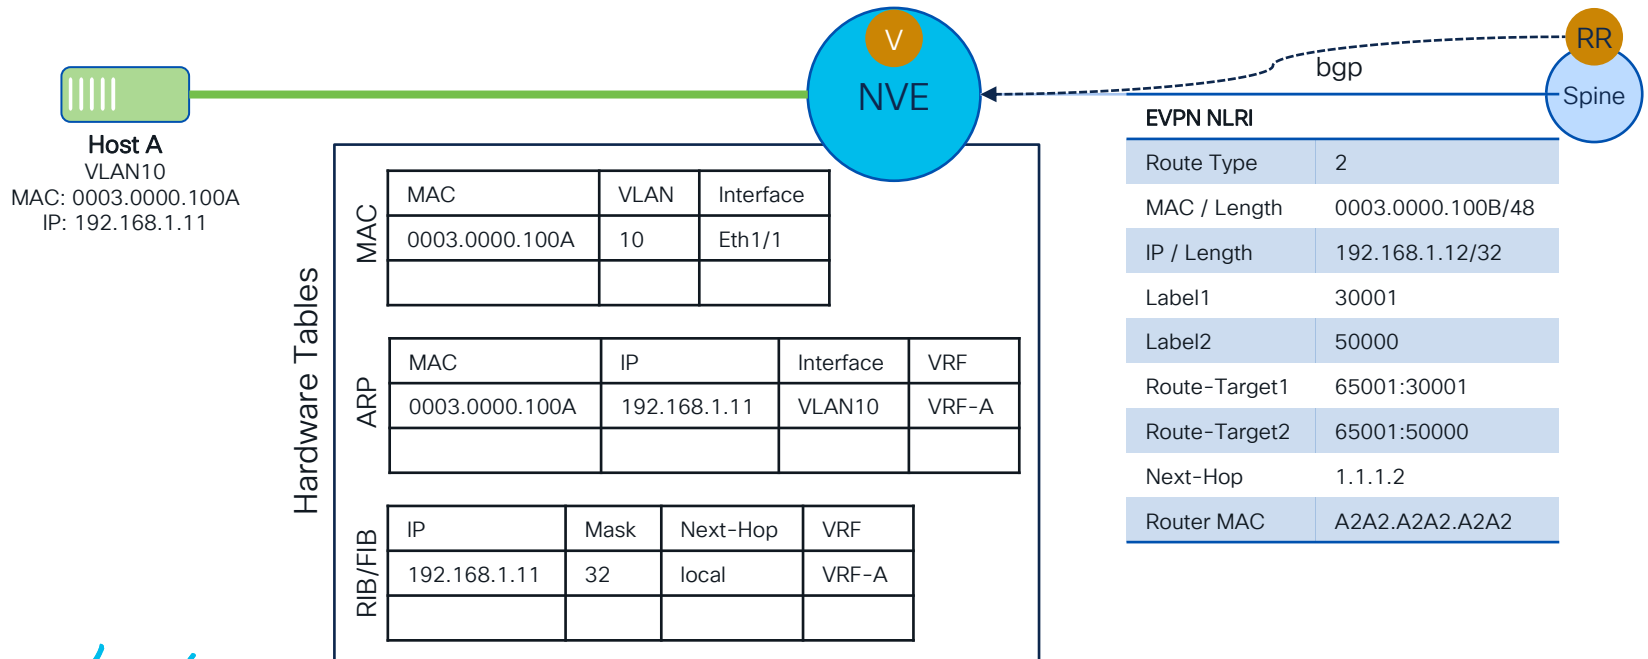 V
NVE
RR
Spine
bgp
Host A
VLAN10
MAC: 0003.0000.100A
IP: 192.168.1.11
Hardware Tables
MAC
MAC VLAN Interface
0003.0000.100A 10 Eth1/1
ARP
MAC IP Interface VRF
0003.0000.100A 192.168.1.11 VLAN10 VRF-A
RIB/FIB
IP Mask Next-Hop VRF
192.168.1.11 32 local VRF-A
EVPN NLRI
Route Type 2
MAC / Length 0003.0000.100B/48
IP / Length 192.168.1.12/32
Label1 30001
Label2 50000
Route-Target1 65001:30001
Route-Target2 65001:50000
Next-Hop 1.1.1.2
Router MAC A2A2.A2A2.A2A2